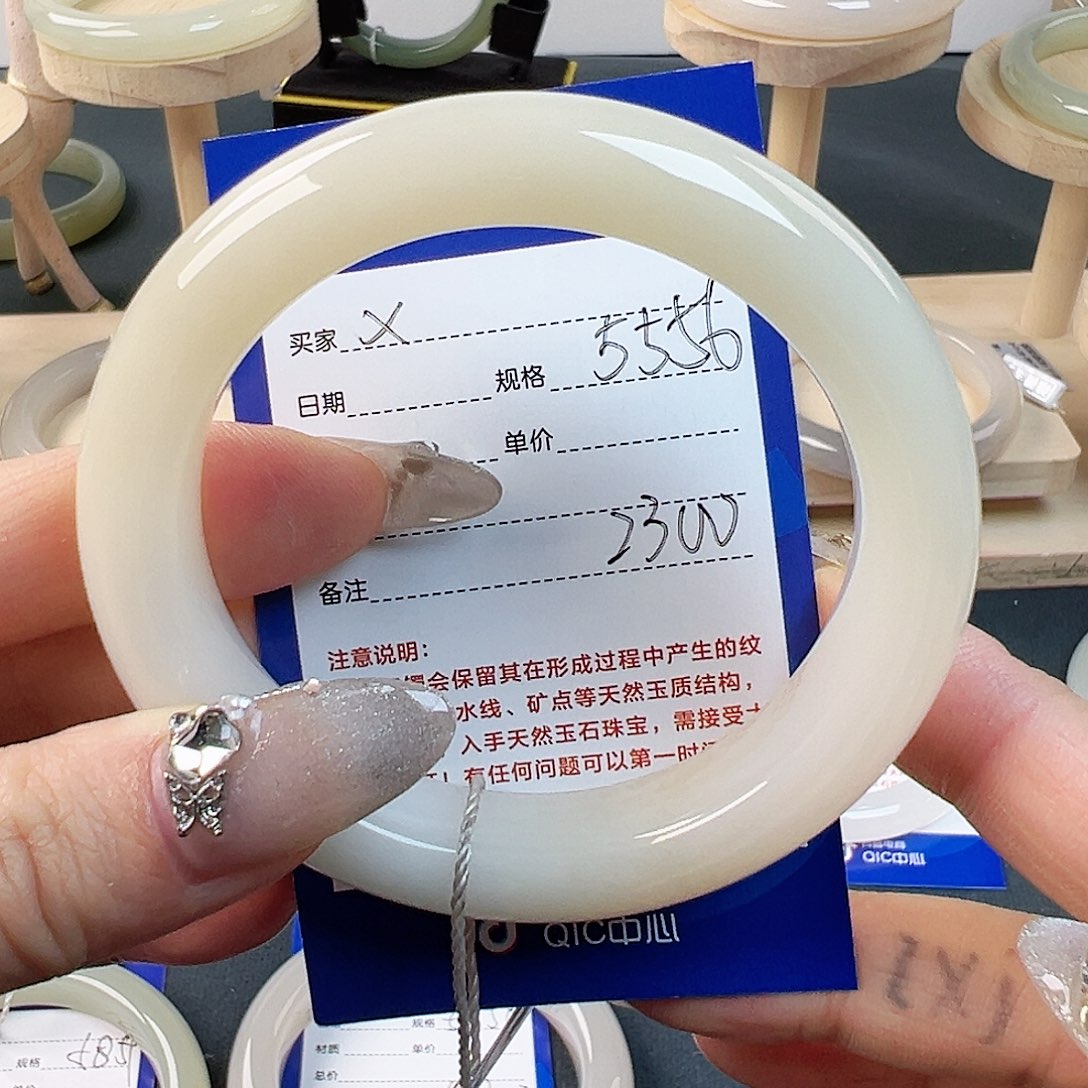 买家 X
日期 规格 5556
单价
2300
备注
注意说明:
会保留其在形成过程中产生的纹
水线、矿点等天然玉质结构,
入手天然玉石珠宝,需接受
有任何问题可以第一时
QIC中心
QIC中心
规格
规格
材质 单价
总价